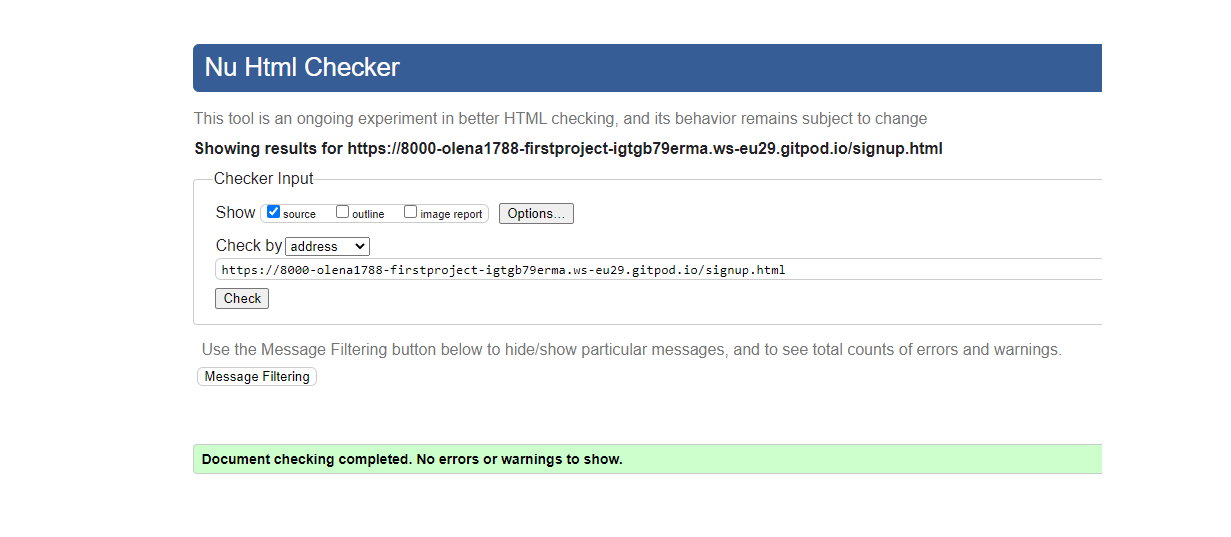 Nu Html Checker
This tool is an ongoing experiment in better HTML checking, and its behavior remains subject to change
Showing results for https://8000-olena1788-firstproject-igtgb79erma.ws-eu29.gitpod.io/signup.html
Checker Input
Show source outline image report Options...
Check by address
https://8000-olena1788-firstproject-igtgb79erma.ws-eu29.gitpod.io/signup.html
Check
Use the Message Filtering button below to hide/show particular messages, and to see total counts of errors and warnings.
Message Filtering
Document checking completed. No errors or warnings to show.